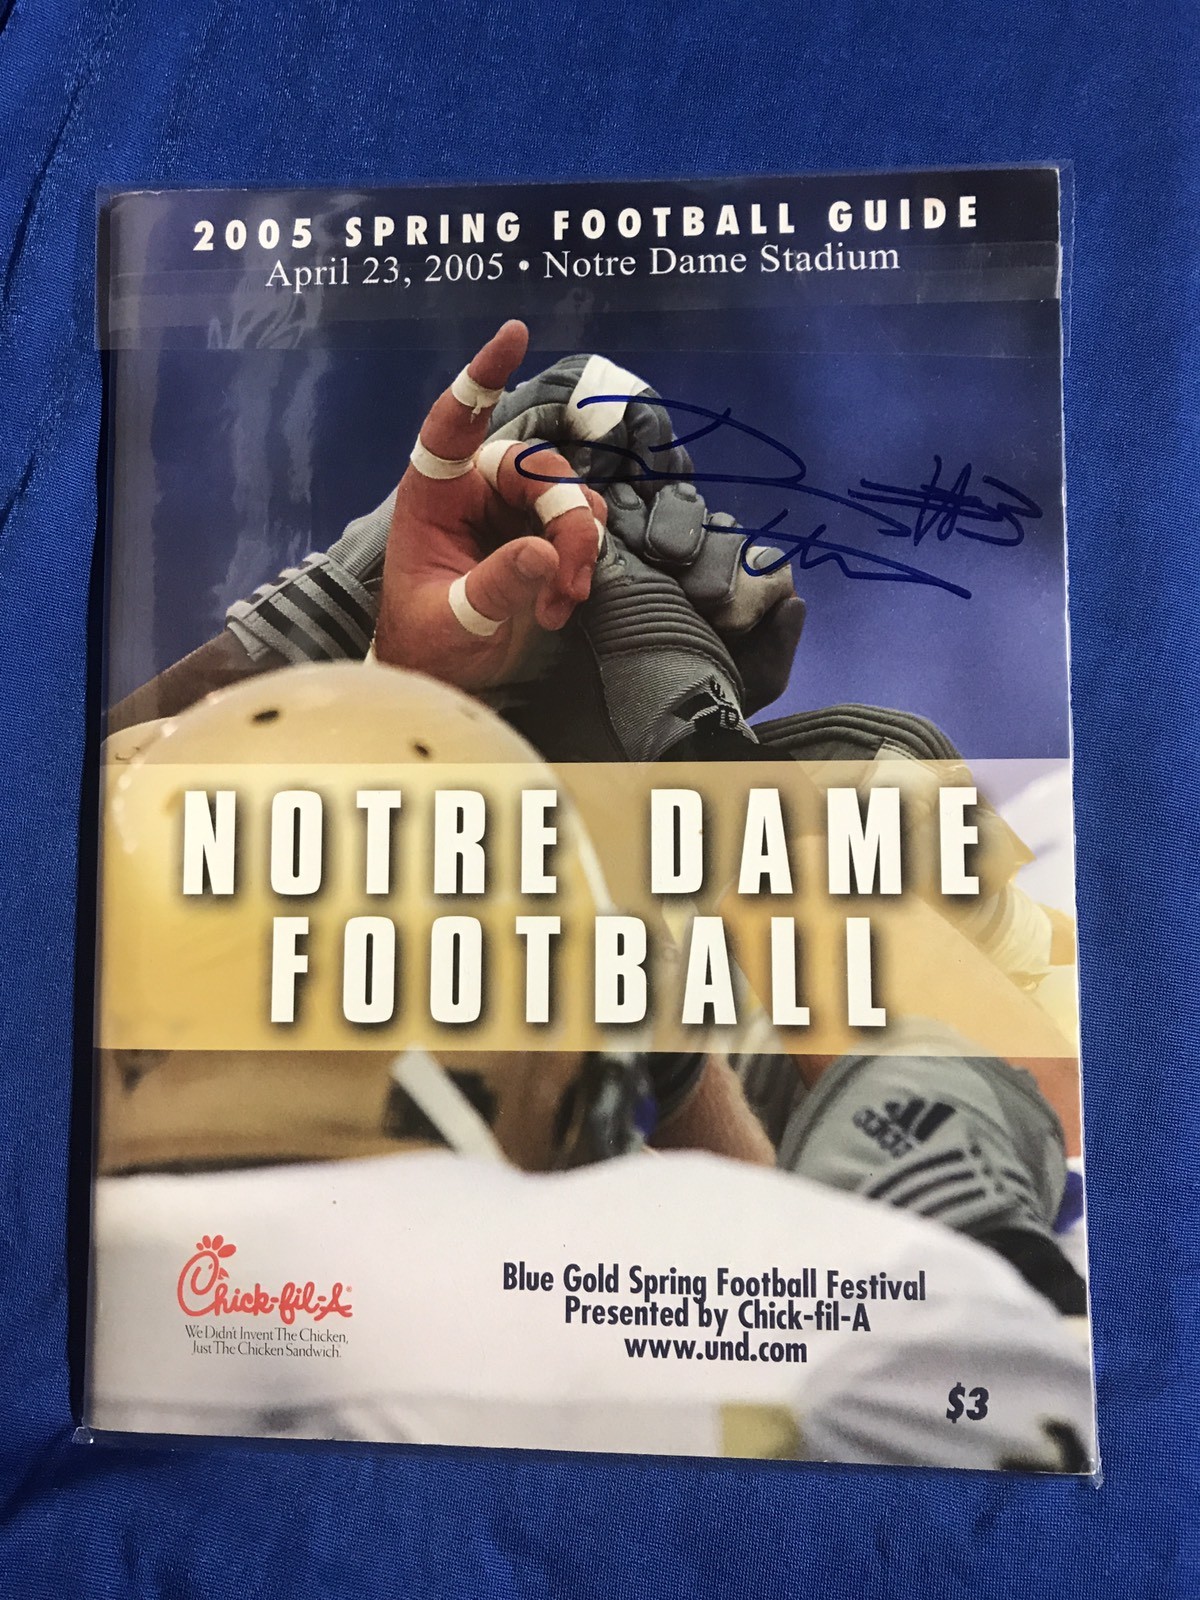 2005 SPRING FOOTBALL GUIDE
April 23, 2005 • Notre Dame Stadium
NOTRE DAME
FOOTBALL
adidas
Chick-fil-A®
We Didn't Invent The Chicken,
Just The Chicken Sandwich.
Blue Gold Spring Football Festival
Presented by Chick-fil-A
www.und.com
$3